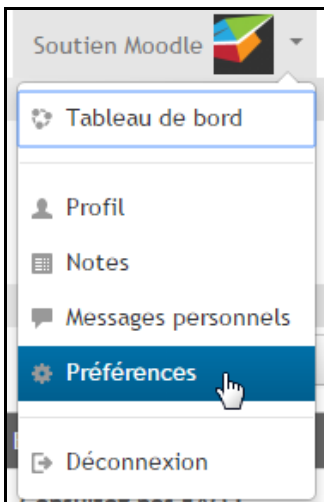 Soutien Moodle
Tableau de bord
Profil
Notes
Messages personnels
Préférences
Déconnexion